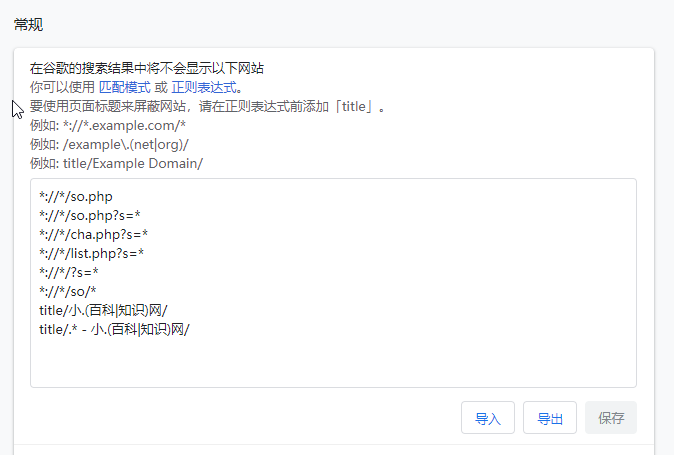 常规
在谷歌的搜索结果中将不会显示以下网站
你可以使用 匹配模式 或 正则表达式。
要使用页面标题来屏蔽网站，请在正则表达式前添加「title」。
例如: *://*.example.com/*
例如: /example\.(net|org)/
例如: title/Example Domain/
*://*/so.php
*://*/so.php?s=*
*://*/cha.php?s=*
*://*/list.php?s=*
*://*/?s=*
*://*/so/*
title/小.(百科|知识)网/
title/.* - 小.(百科|知识)网/
导入 导出 保存